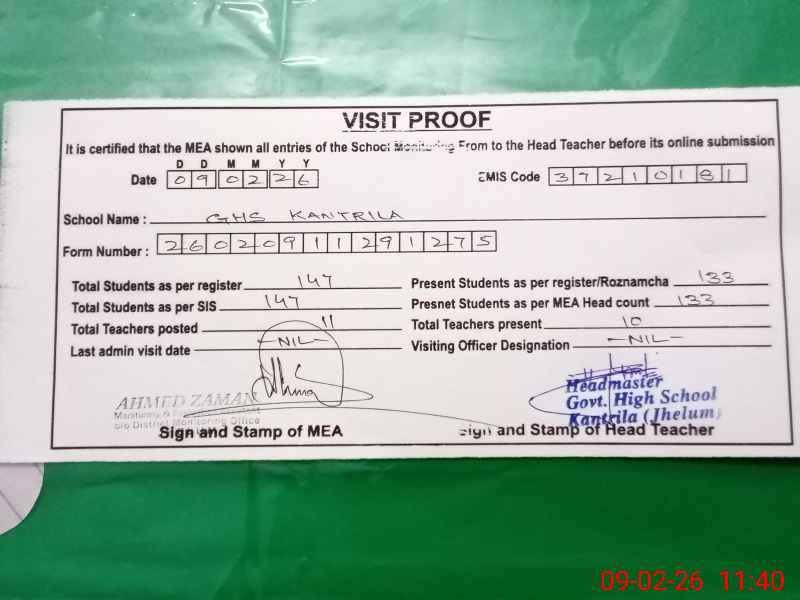 VISIT PROOF
It is certified that the MEA shown all entries of the School Monitoring From to the Head Teacher before its online submission
D D M M Y Y
Date 0 9 0 2 2 6 EMIS Code 3 7 2 1 0 1 8 1
School Name : GHS KANTRILA
Form Number : 2 6 0 2 0 9 1 1 2 9 1 2 7 5
Total Students as per register 147 Present Students as per register/Roznamcha 133
Total Students as per SIS 147 Presnet Students as per MEA Head count 133
Total Teachers posted 11 Total Teachers present 10
Last admin visit date -NIL- Visiting Officer Designation -NIL-
AHMED ZAMAN
Monitoring & Assistant
o/o District Monitoring Office
Headmaster
Govt. High School
Kantrila (Jhelum)
Sign and Stamp of MEA Sign and Stamp of Head Teacher
09-02-26 11:40